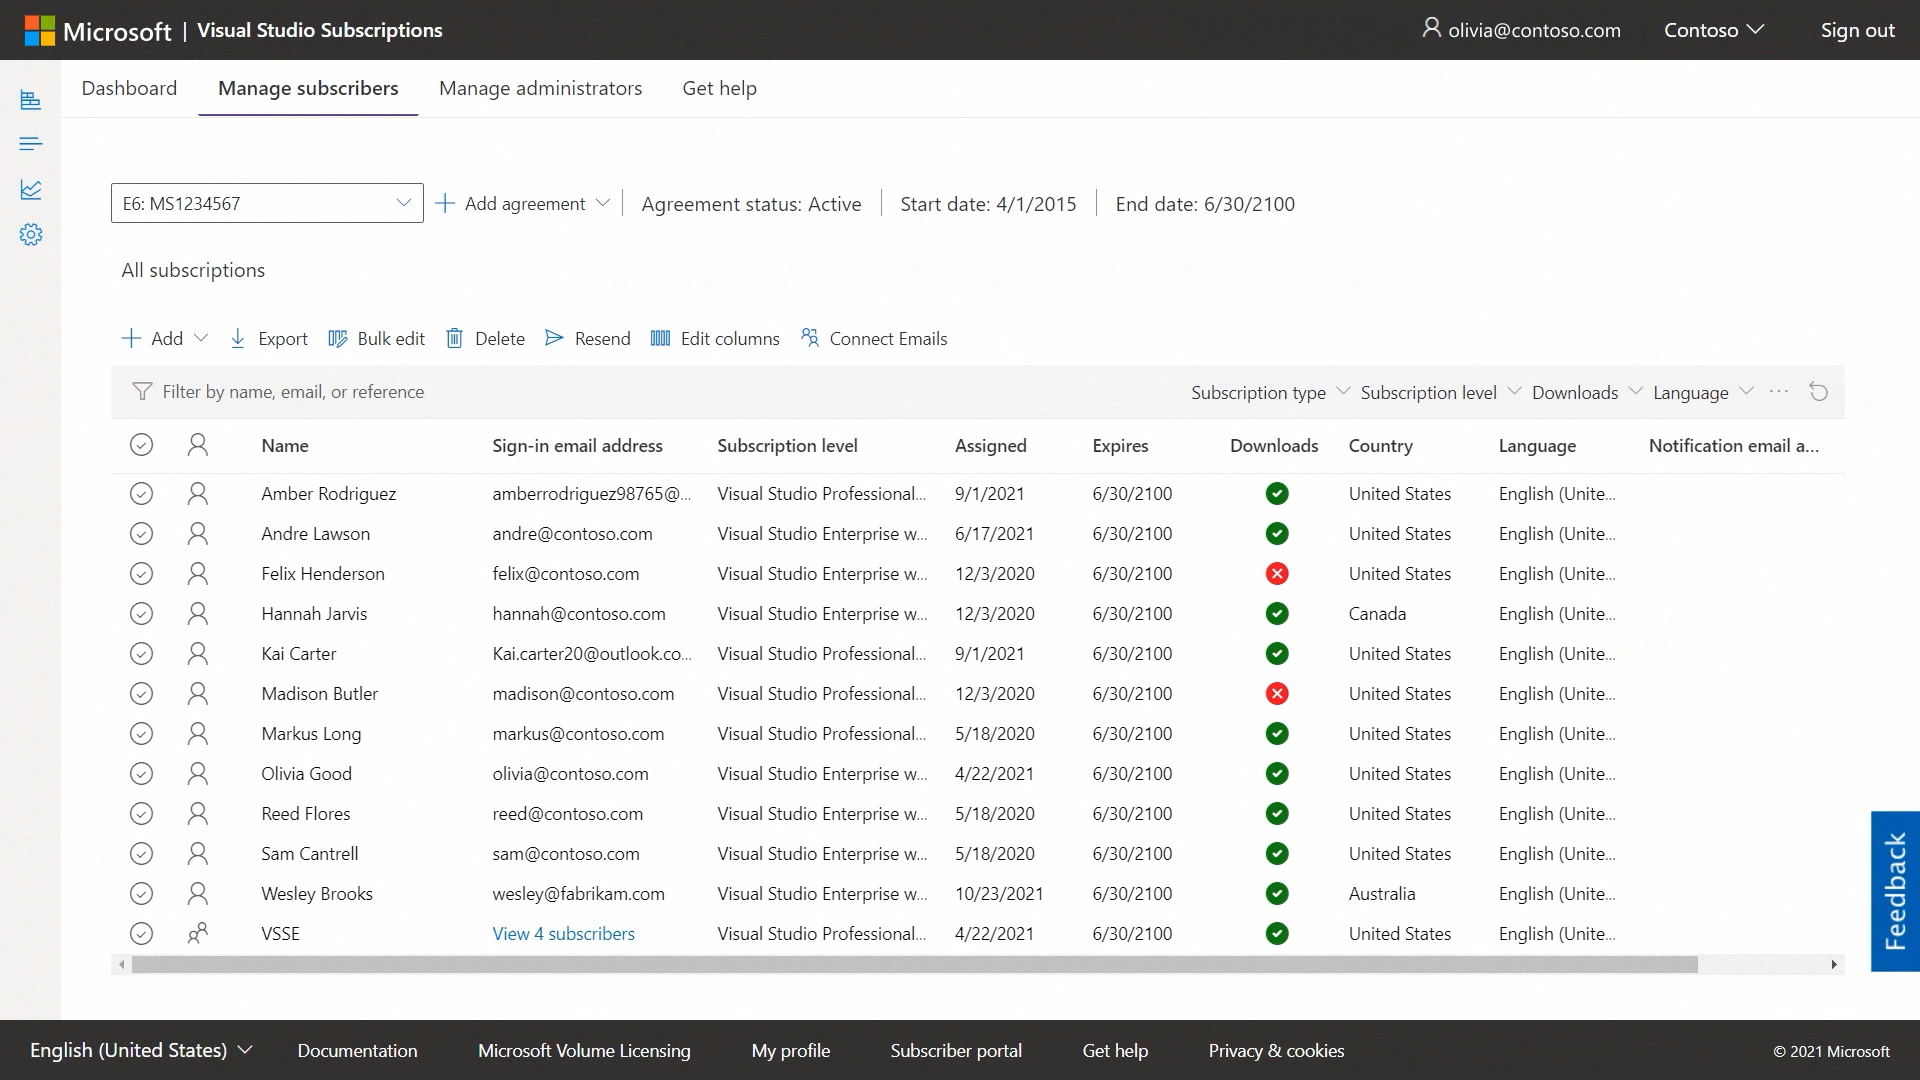 Microsoft | Visual Studio Subscriptions olivia@contoso.com Contoso Sign out
Dashboard Manage subscribers Manage administrators Get help
E6: MS1234567 Add agreement Agreement status: Active Start date: 4/1/2015 End date: 6/30/2100
All subscriptions
Add Export Bulk edit Delete Resend Edit columns Connect Emails
Filter by name, email, or reference Subscription type Subscription level Downloads Language ...
Name Sign-in email address Subscription level Assigned Expires Downloads Country Language Notification email a...
Amber Rodriguez amberrodriguez98765@... Visual Studio Professional... 9/1/2021 6/30/2100 United States English (Unite...
Andre Lawson andre@contoso.com Visual Studio Enterprise w... 6/17/2021 6/30/2100 United States English (Unite...
Felix Henderson felix@contoso.com Visual Studio Enterprise w... 12/3/2020 6/30/2100 United States English (Unite...
Hannah Jarvis hannah@contoso.com Visual Studio Enterprise w... 12/3/2020 6/30/2100 Canada English (Unite...
Kai Carter Kai.carter20@outlook.co... Visual Studio Professional... 9/1/2021 6/30/2100 United States English (Unite...
Madison Butler madison@contoso.com Visual Studio Professional... 12/3/2020 6/30/2100 United States English (Unite...
Markus Long markus@contoso.com Visual Studio Professional... 5/18/2020 6/30/2100 United States English (Unite...
Olivia Good olivia@contoso.com Visual Studio Enterprise w... 4/22/2021 6/30/2100 United States English (Unite...
Reed Flores reed@contoso.com Visual Studio Enterprise w... 5/18/2020 6/30/2100 United States English (Unite...
Sam Cantrell sam@contoso.com Visual Studio Enterprise w... 5/18/2020 6/30/2100 United States English (Unite...
Wesley Brooks wesley@fabrikam.com Visual Studio Enterprise w... 10/23/2021 6/30/2100 Australia English (Unite...
VSSE View 4 subscribers Visual Studio Professional... 4/22/2021 6/30/2100 United States English (Unite...
Feedback
English (United States) Documentation Microsoft Volume Licensing My profile Subscriber portal Get help Privacy & cookies © 2021 Microsoft